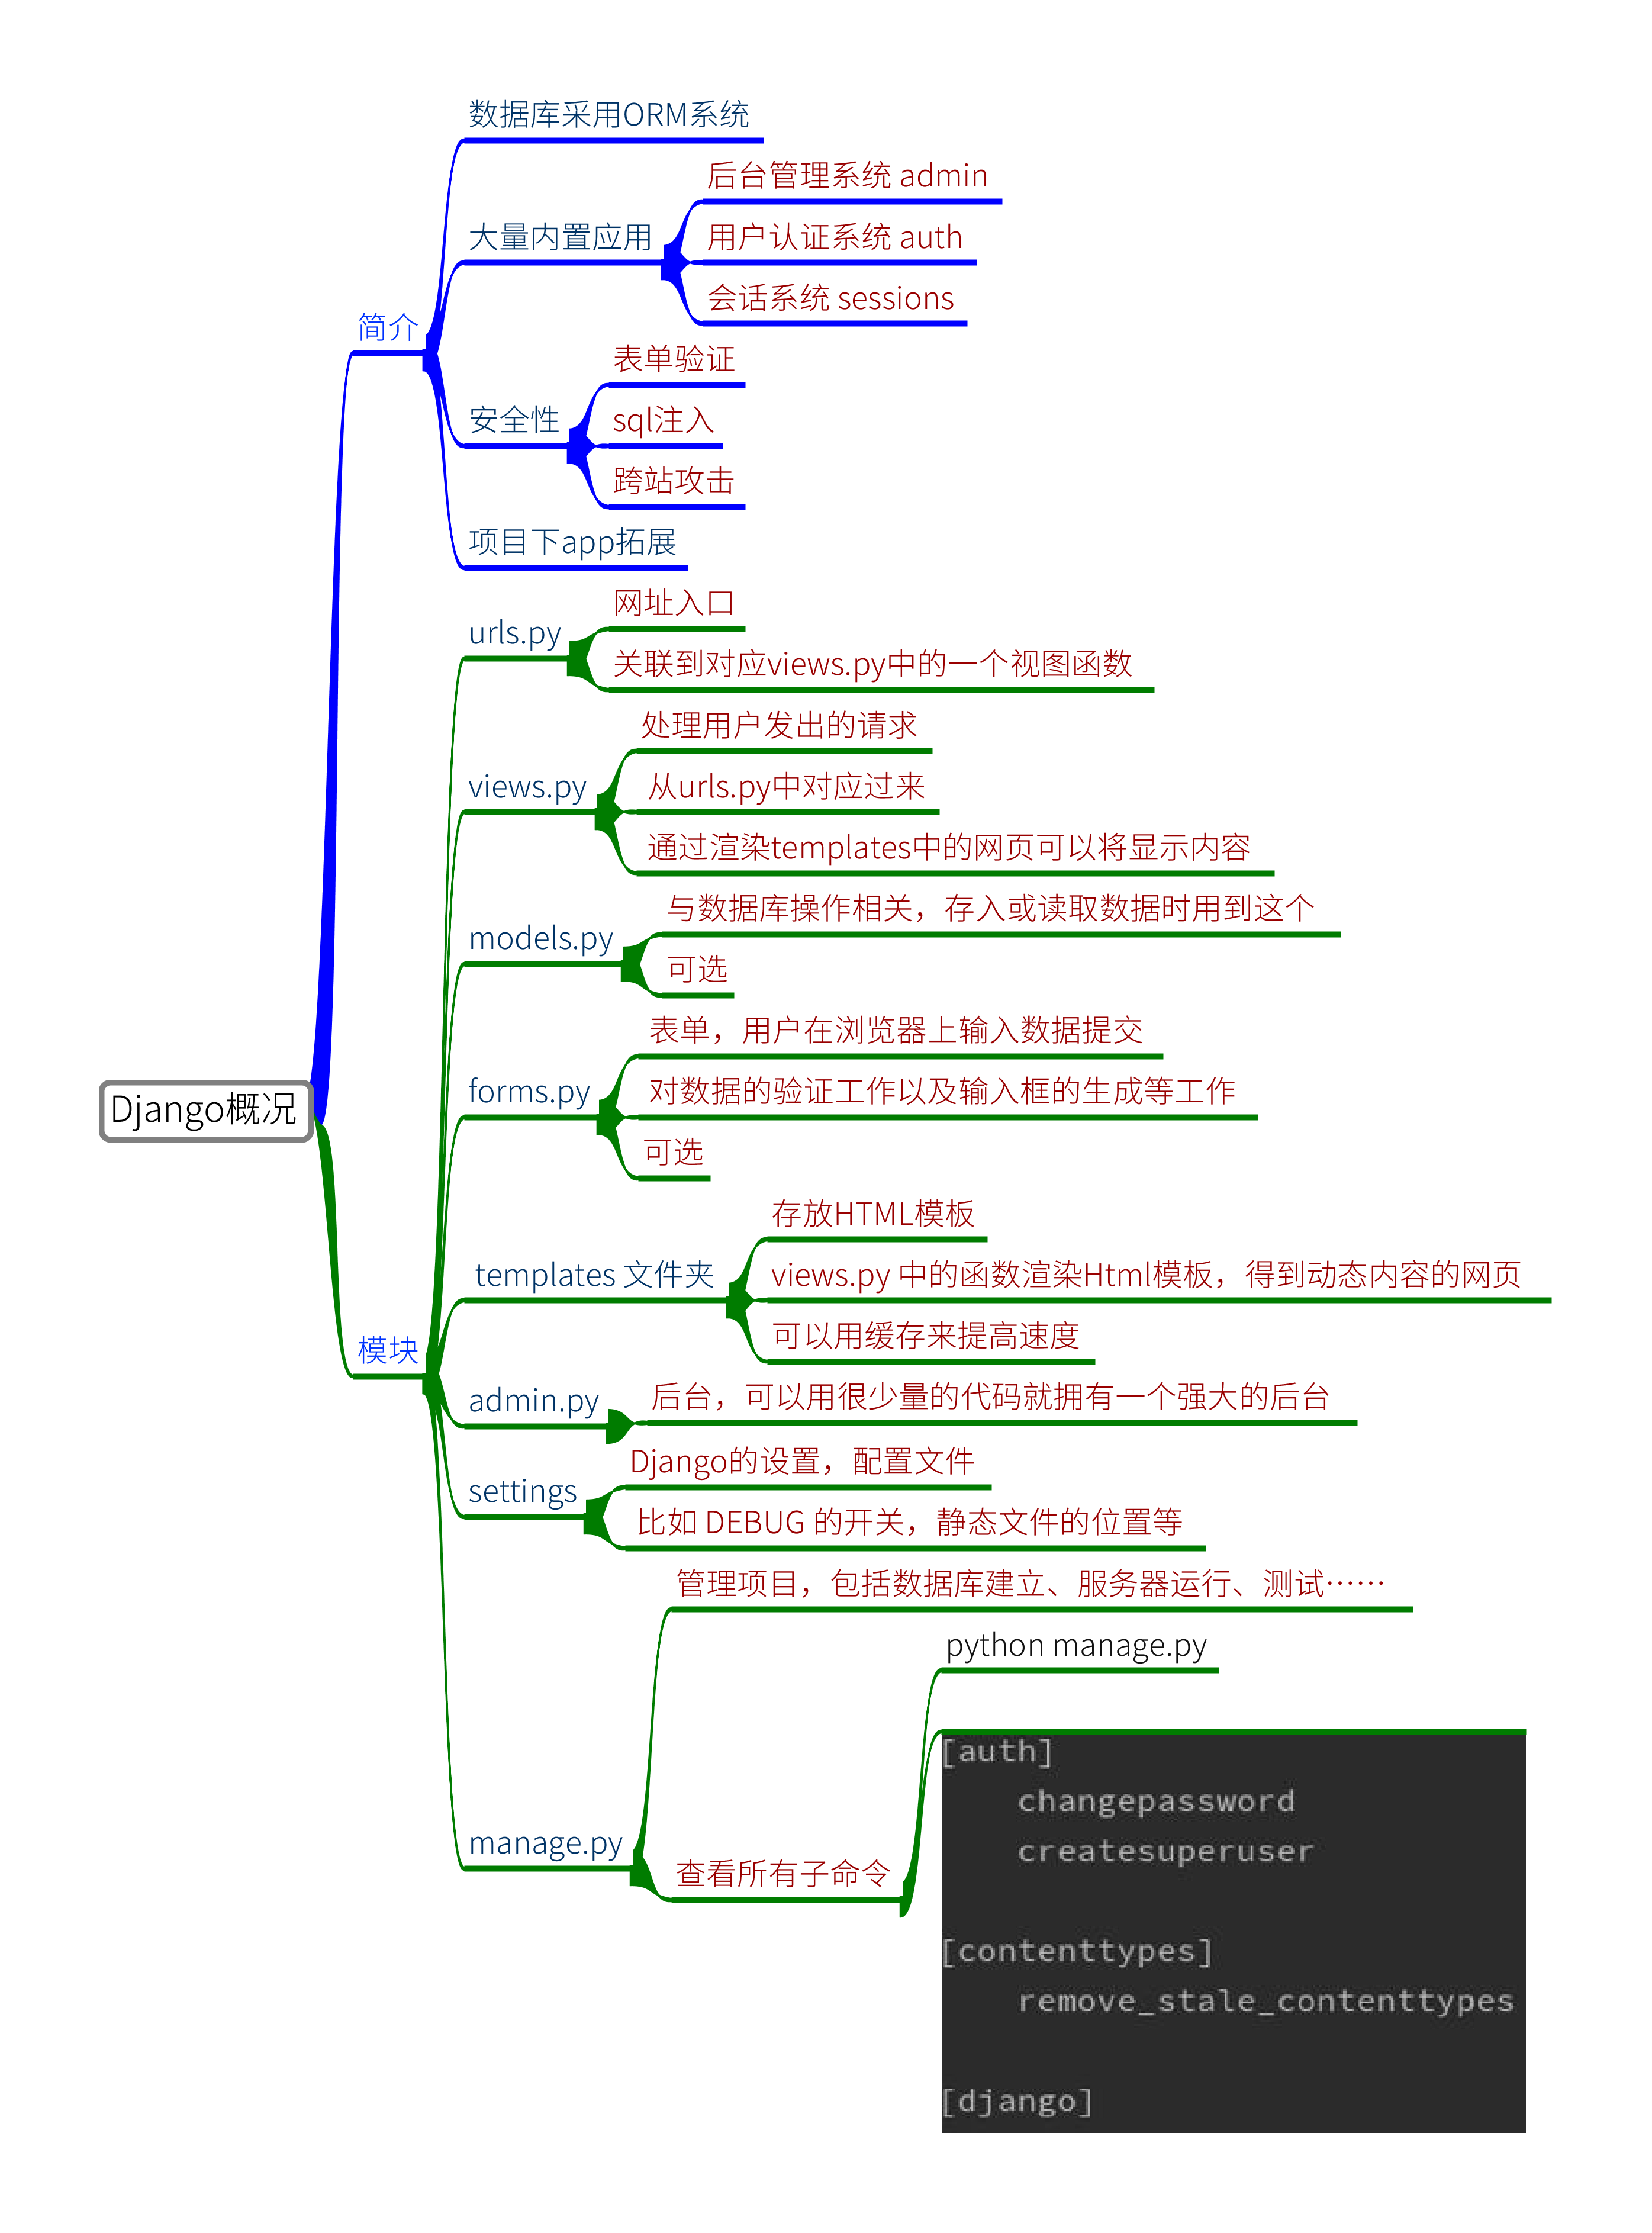 数据库采用ORM系统
后台管理系统 admin
大量内置应用
用户认证系统 auth
会话系统 sessions
简介
表单验证
安全性
sql注入
跨站攻击
项目下app拓展
网址入口
urls.py
关联到对应views.py中的一个视图函数
处理用户发出的请求
views.py
从urls.py中对应过来
通过渲染templates中的网页可以将显示内容
与数据库操作相关，存入或读取数据时用到这个
models.py
可选
表单，用户在浏览器上输入数据提交
forms.py
对数据的验证工作以及输入框的生成等工作
Django概况
可选
存放HTML模板
templates 文件夹
views.py 中的函数渲染Html模板，得到动态内容的网页
可以用缓存来提高速度
模块
admin.py
后台，可以用很少量的代码就拥有一个强大的后台
Django的设置，配置文件
settings
比如 DEBUG 的开关，静态文件的位置等
管理项目，包括数据库建立、服务器运行、测试……
python manage.py
manage.py
查看所有子命令
[auth]
changepassword
createsuperuser
[contenttypes]
remove_stale_contenttypes
[django]